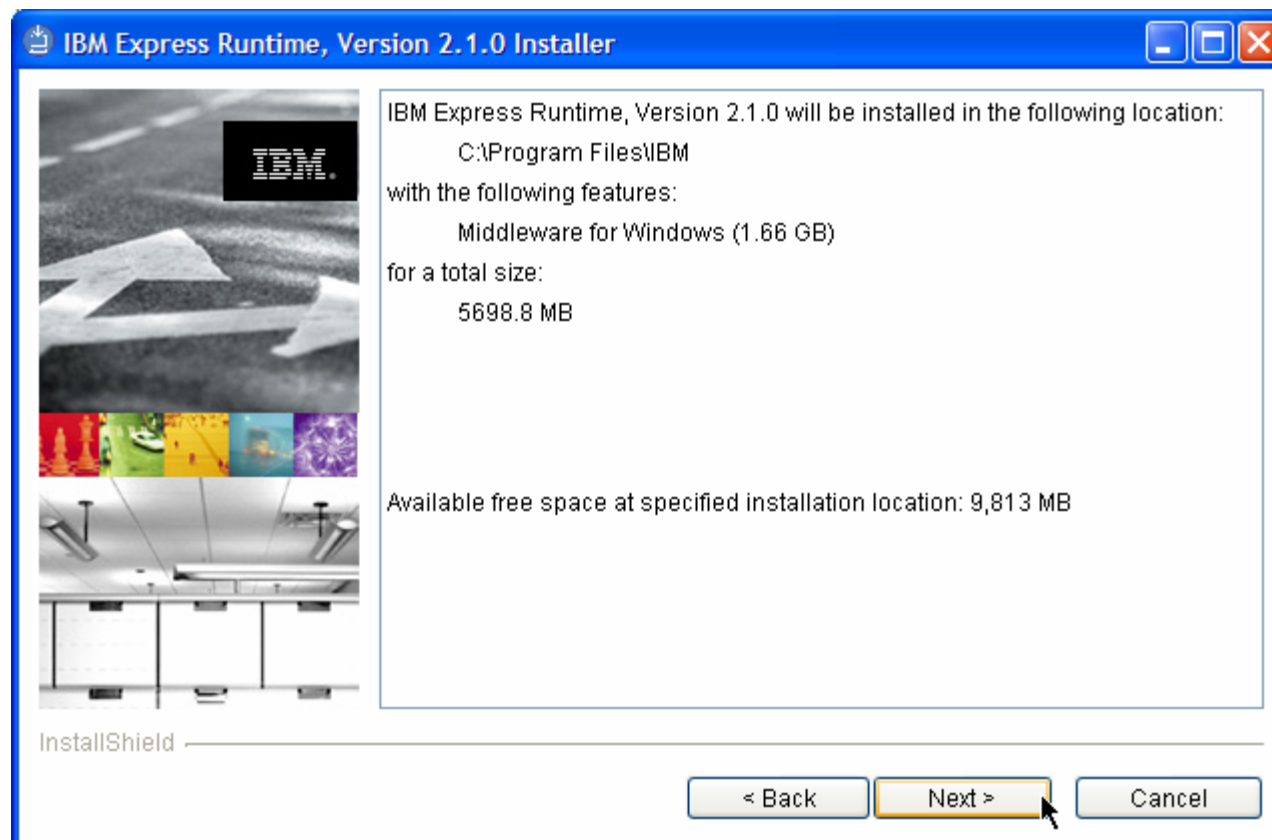 IBM Express Runtime, Version 2.1.0 Installer
IBM.
IBM Express Runtime, Version 2.1.0 will be installed in the following location:
C:\Program Files\IBM
with the following features:
Middleware for Windows (1.66 GB)
for a total size:
5698.8 MB
Available free space at specified installation location: 9,813 MB
InstallShield
< Back
Next >
Cancel